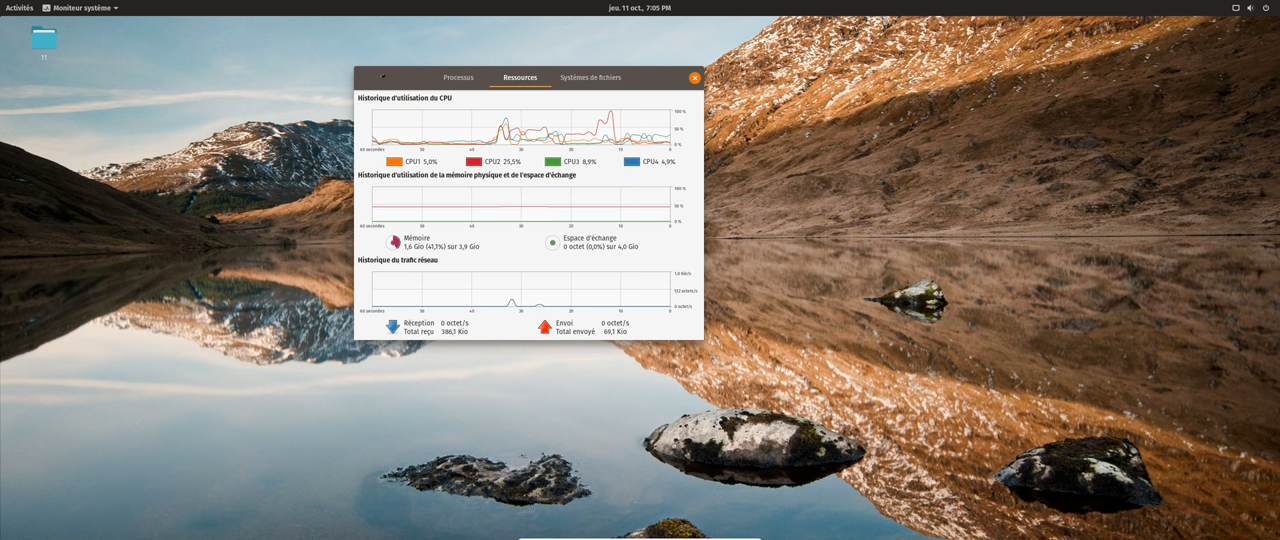 Activités Moniteur système jeu. 11 oct., 7:05 PM
11
Processus Ressources Systèmes de fichiers
Historique d'utilisation du CPU
100 %
50 %
0 %
60 secondes 50 40 30 20 10 0
CPU1 5,0% CPU2 25,5% CPU3 8,9% CPU4 4,9%
Historique d'utilisation de la mémoire physique et de l'espace d'échange
100 %
50 %
0 %
60 secondes 50 40 30 20 10 0
Mémoire Espace d'échange
1,6 Gio (41,1%) sur 3,9 Gio 0 octet (0,0%) sur 4,0 Gio
Historique du trafic réseau
1,0 Kio/s
512 octets/s
0 octet/s
60 secondes 50 40 30 20 10 0
Réception 0 octet/s Envoi 0 octet/s
Total reçu 386,1 Kio Total envoyé 69,1 Kio